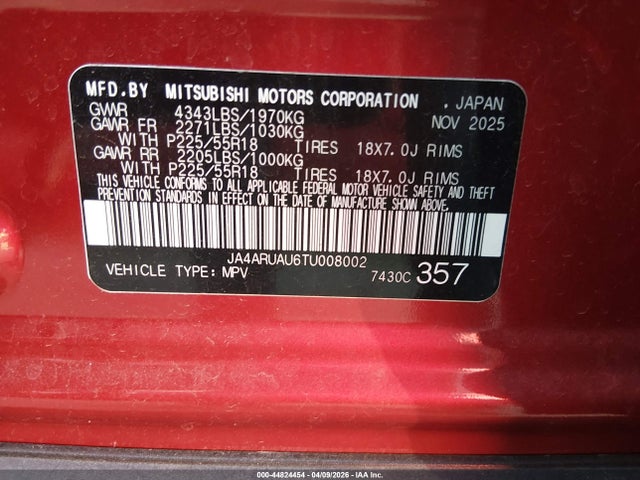 MFD.BY MITSUBISHI MOTORS CORPORATION . JAPAN
GVWR 4343LBS/1970KG NOV 2025
GAWR FR 2271LBS/1030KG
WITH P225/55R18 TIRES 18X7.0J RIMS
GAWR RR 2205LBS/1000KG
WITH P225/55R18 TIRES 18X7.0J RIMS
THIS VEHICLE CONFORMS TO ALL APPLICABLE FEDERAL MOTOR VEHICLE SAFETY AND THEFT
PREVENTION STANDARDS IN EFFECT ON THE DATE OF MANUFACTURE SHOWN ABOVE.
JA4ARUAU6TU008002
VEHICLE TYPE: MPV 7430C 357
000-44824454 - 04/09/2026 - IAA Inc.